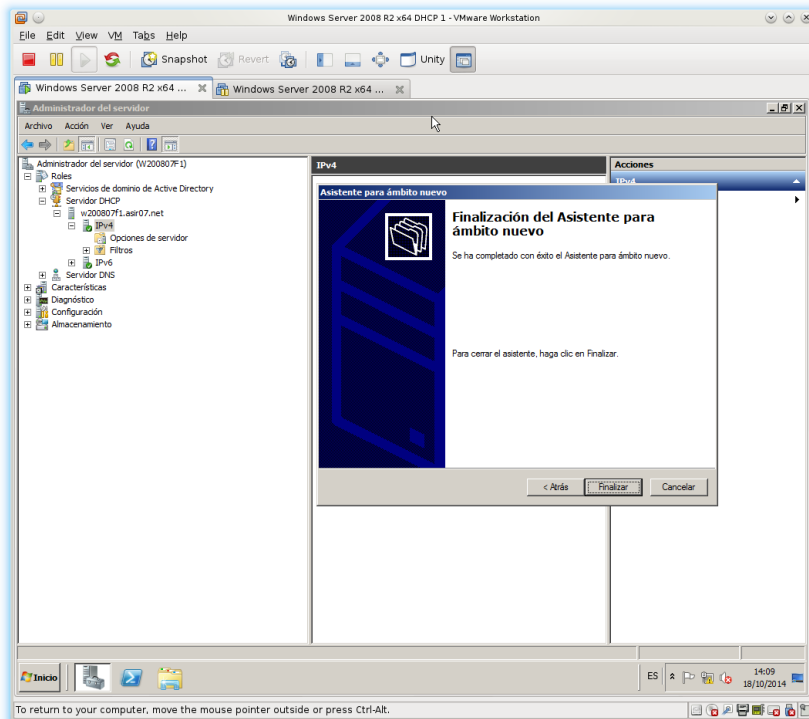 Windows Server 2008 R2 x64 DHCP 1 - VMware Workstation
File Edit View VM Tabs Help
Snapshot Revert Unity
Windows Server 2008 R2 x64 ... Windows Server 2008 R2 x64 ...
Administrador del servidor
Archivo Acción Ver Ayuda
Administrador del servidor (W200807F1)
Roles
Servicios de dominio de Active Directory
Servidor DHCP
w200807f1.asir07.net
IPv4
Opciones de servidor
Filtros
IPv6
Servidor DNS
Características
Diagnóstico
Configuración
Almacenamiento
IPv4
Acciones
IPv4
Asistente para ámbito nuevo
Finalización del Asistente para
ámbito nuevo
Se ha completado con éxito el Asistente para ámbito nuevo.
Para cerrar el asistente, haga clic en Finalizar.
< Atrás Finalizar Cancelar
Inicio
ES
14:09
18/10/2014
To return to your computer, move the mouse pointer outside or press Ctrl-Alt.